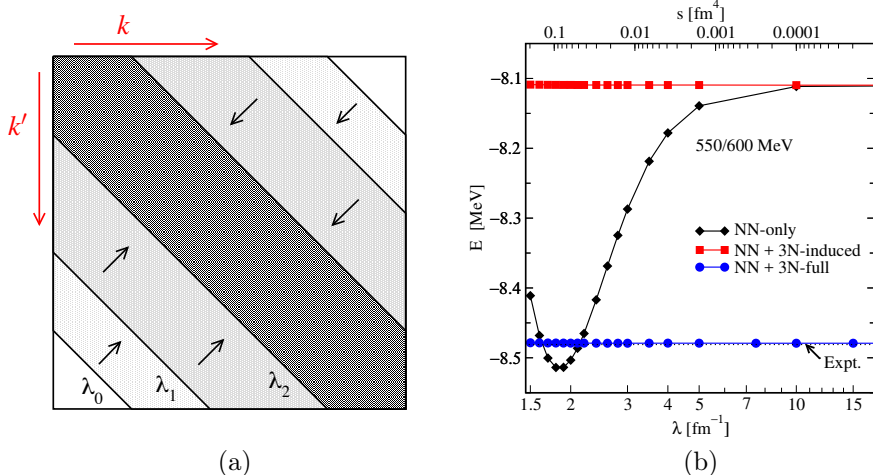 k
k′
λ0
λ1
λ2
(a)
s [fm4]
0.1 0.01 0.001 0.0001
−8.1
−8.2
−8.3
−8.4
−8.5
E [MeV]
550/600 MeV
NN-only
NN + 3N-induced
NN + 3N-full
Expt.
1.5 2 3 4 5 10 15
λ [fm−1]
(b)